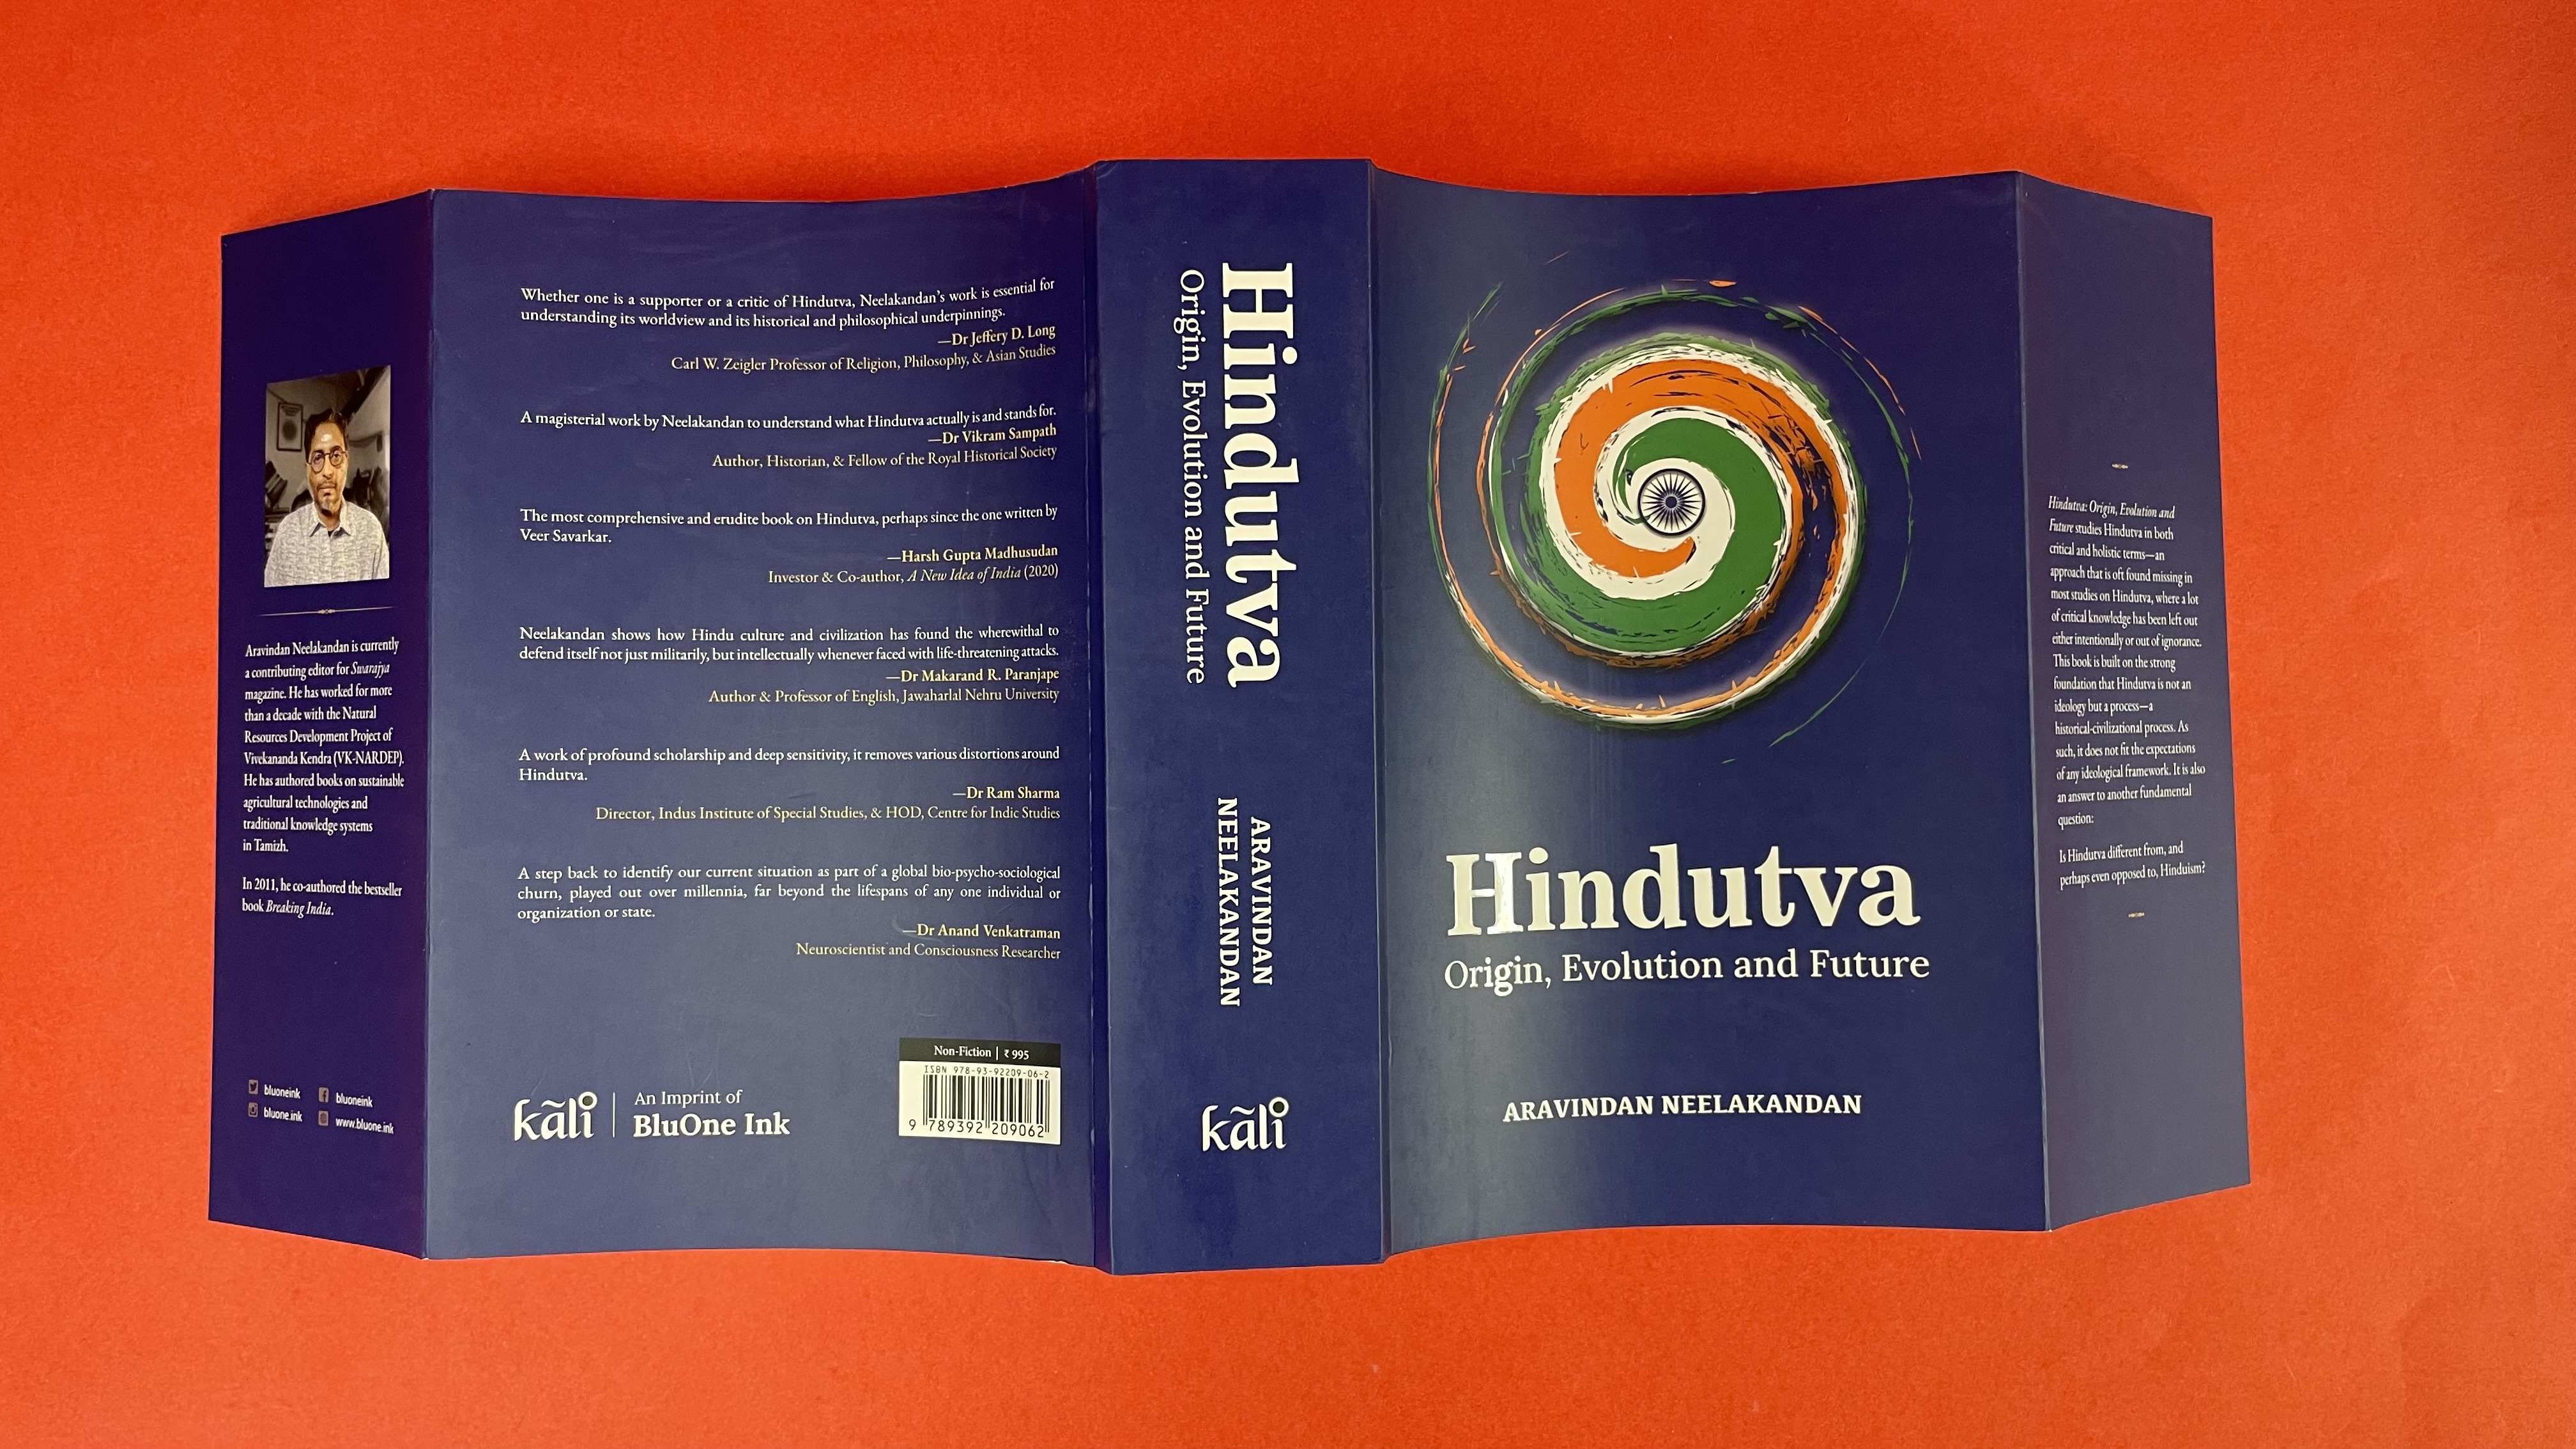 Aravindan Neelakandan is currently
a contributing editor for Swarajya
magazine. He has worked for more
than a decade with the Natural
Resources Development Project of
Vivekananda Kendra (VK-NARDEP).
He has authored books on sustainable
agricultural technologies and
traditional knowledge systems
in Tamizh.
In 2011, he co-authored the bestseller
book Breaking India.
bluoneink
bluoneink
bluone.ink
www.bluone.ink
Whether one is a supporter or a critic of Hindutva, Neelakandan's work is essential for
understanding its worldview and its historical and philosophical underpinnings.
—Dr Jeffery D. Long
Carl W. Zeigler Professor of Religion, Philosophy, & Asian Studies
A magisterial work by Neelakandan to understand what Hindutva actually is and stands for.
—Dr Vikram Sampath
Author, Historian, & Fellow of the Royal Historical Society
The most comprehensive and erudite book on Hindutva, perhaps since the one written by
Veer Savarkar.
—Harsh Gupta Madhusudan
Investor & Co-author, A New Idea of India (2020)
Neelakandan shows how Hindu culture and civilization has found the wherewithal to
defend itself not just militarily, but intellectually whenever faced with life-threatening attacks.
—Dr Makarand R. Paranjape
Author & Professor of English, Jawaharlal Nehru University
A work of profound scholarship and deep sensitivity, it removes various distortions around
Hindutva.
—Dr Ram Sharma
Director, Indus Institute of Special Studies, & HOD, Centre for Indic Studies
A step back to identify our current situation as part of a global bio-psycho-sociological
churn, played out over millennia, far beyond the lifespans of any one individual or
organization or state.
—Dr Anand Venkatraman
Neuroscientist and Consciousness Researcher
kāli
An Imprint of
BluOne Ink
Non-Fiction | ₹ 995
ISBN 978-93-92209-06-2
9 789392 209062
Hindutva
Origin, Evolution and Future
ARAVINDAN
NEELAKANDAN
kāli
Hindutva
Origin, Evolution and Future
ARAVINDAN NEELAKANDAN
Hindutva: Origin, Evolution and
Future studies Hindutva in both
critical and holistic terms—an
approach that is oft found missing in
most studies on Hindutva, where a lot
of critical knowledge has been left out
either intentionally or out of ignorance.
This book is built on the strong
foundation that Hindutva is not an
ideology but a process—a
historical-civilizational process. As
such, it does not fit the expectations
of any ideological framework. It is also
an answer to another fundamental
question:
Is Hindutva different from, and
perhaps even opposed to, Hinduism?